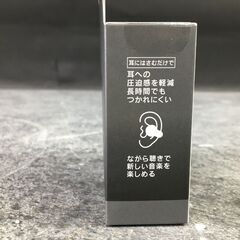 耳にはさむだけで
耳への
圧迫感を軽減
長時間でも
つかれにくい
ながら聴きで
新しい音楽を
楽しめる